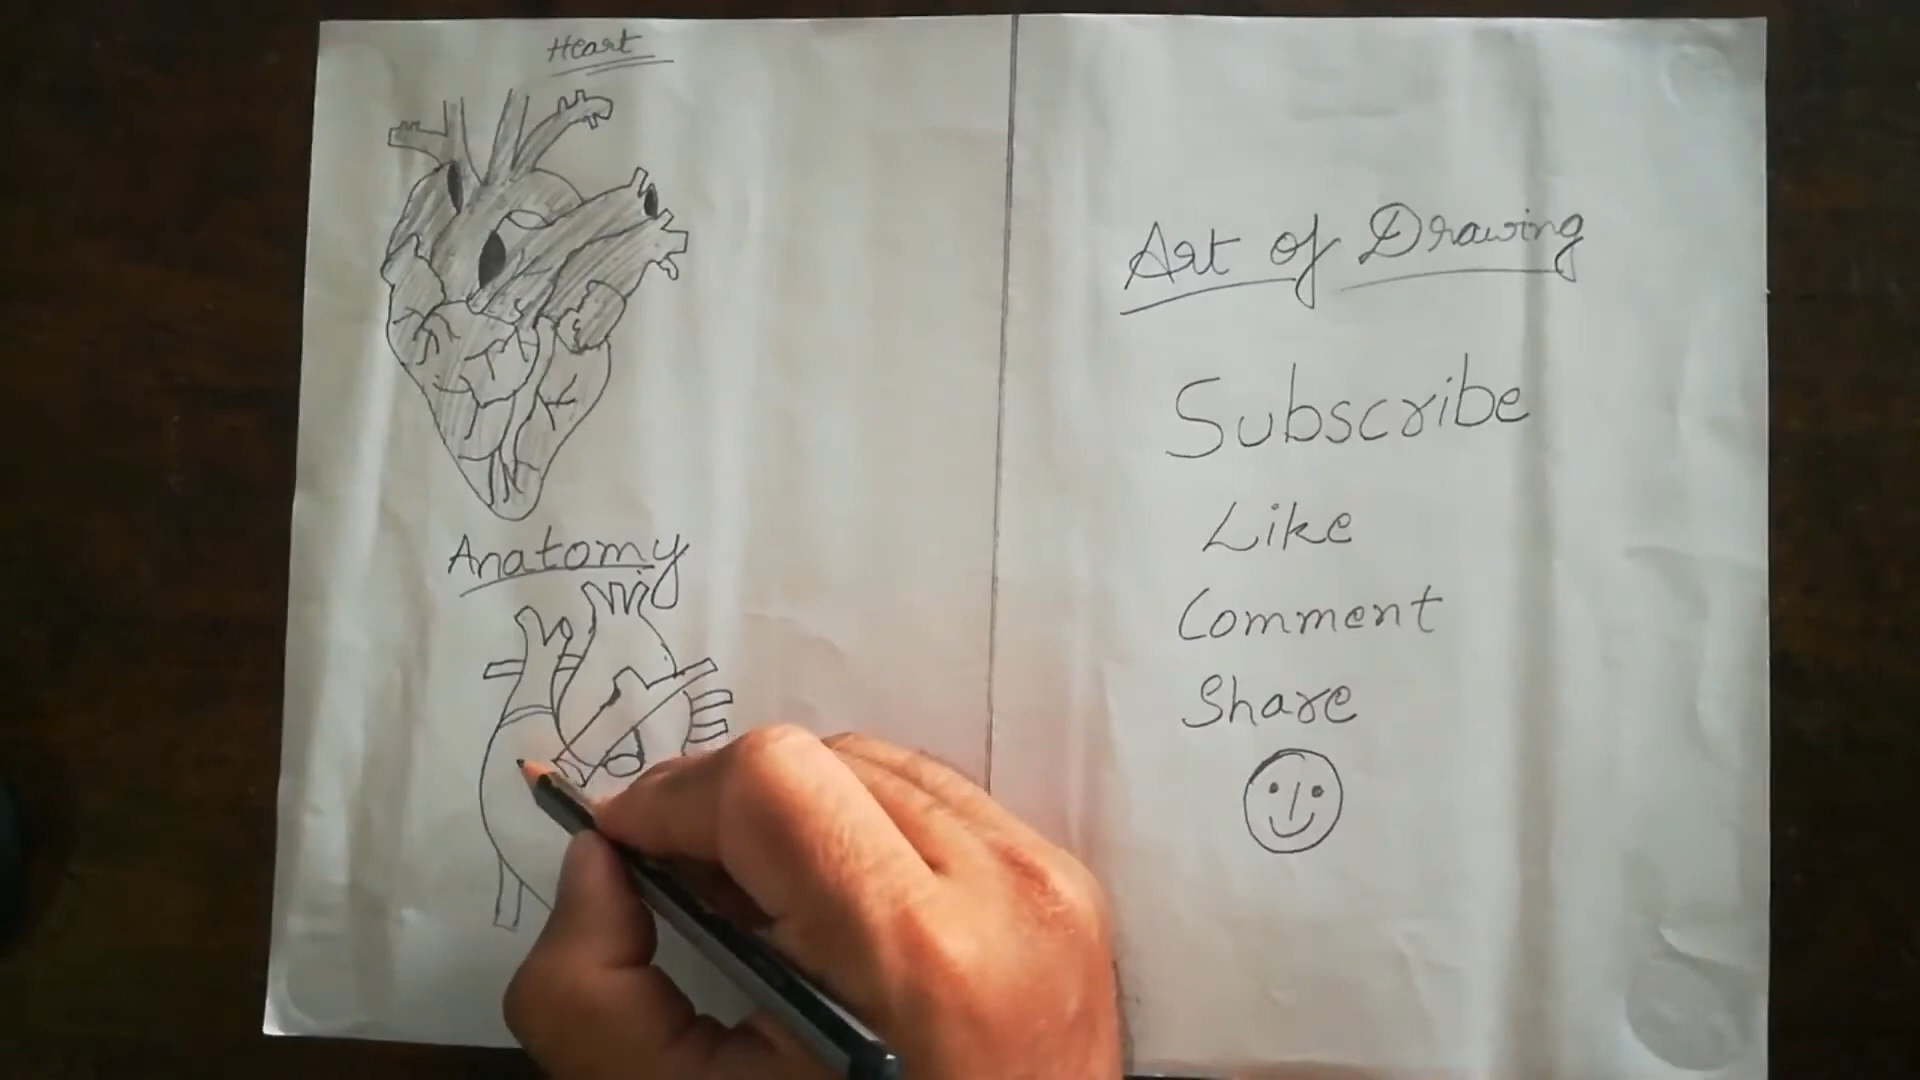 Heart
Anatomy
Art of Drawing
Subscribe
Like
Comment
Share